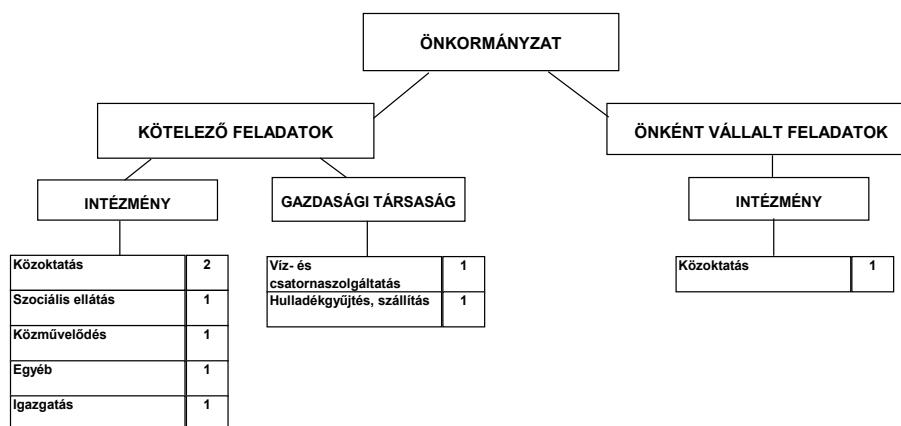 ÖNKORMÁNYZAT
KÖTELEZŐ FELADATOK
ÖNKÉNT VÁLLALT FELADATOK
INTÉZMÉNY
GAZDASÁGI TÁRSASÁG
INTÉZMÉNY
Közoktatás 2
Szociális ellátás 1
Közművelődés 1
Egyéb 1
Igazgatás 1
Víz- és 1
csatornaszolgáltatás
Hulladékgyűjtés, szállítás 1
Közoktatás 1